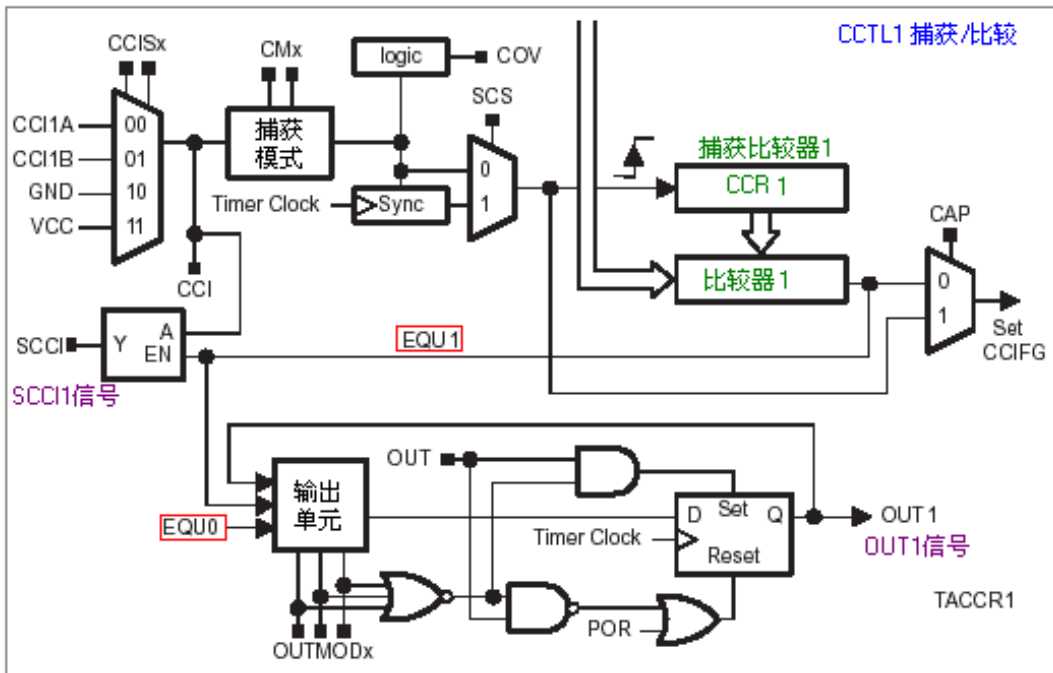 CCTL1 捕获/比较
CCISx
CMx
logic
COV
SCS
CCI1A
CCI1B
GND
VCC
00
01
10
11
捕获
模式
Timer Clock
Sync
0
1
捕获比较器1
CCR 1
比较器1
CAP
0
1
Set
CCIFG
CCI
SCCI
Y
A
EN
SCCI1信号
EQU1
OUT
输出
单元
EQU0
Timer Clock
D
Set
Q
Reset
OUT1
OUT1信号
POR
OUTMODx
TACCR1